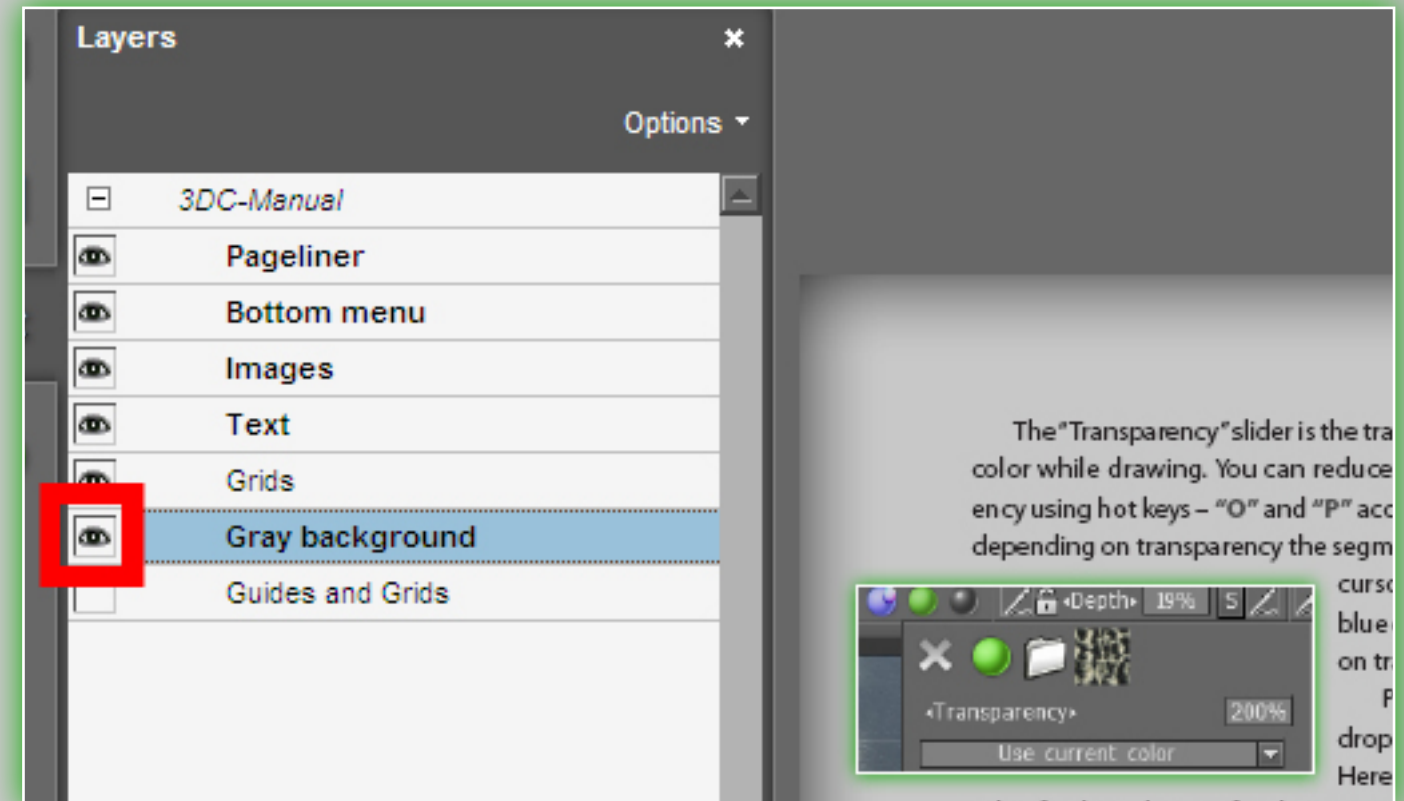 Layers
Options
3DC-Manual
Pageliner
Bottom menu
Images
Text
Grids
Gray background
Guides and Grids
The "Transparency" slider is the tra
color while drawing. You can reduce
ency using hot keys – "O" and "P" acc
depending on transparency the segm
curso
blue
on tr
P
drop
Here
Depth 19% S
Transparency 200%
Use current color